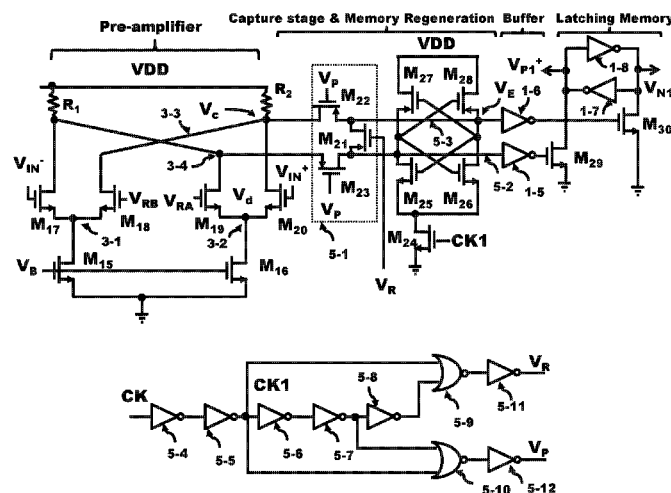 Pre-amplifier Capture stage & Memory Regeneration Buffer Latching Memory
VDD VDD
R1 R2
3-3 Vc
Vp M22
M27 M28
VE 1-6
VP1+ 1-8 VN1
1-7
M21
5-3
M30
3-4
M23
M29
VIN- VRB VRA Vd VIN+
Vp
5-2 1-5
M17 M18 M19 M20
M25 M26
3-1 3-2
5-1
M24 CK1
VB M15 M16
VR
CK CK1 5-8
VR
5-4 5-5 5-6 5-7 5-9 5-11
VP
5-10 5-12